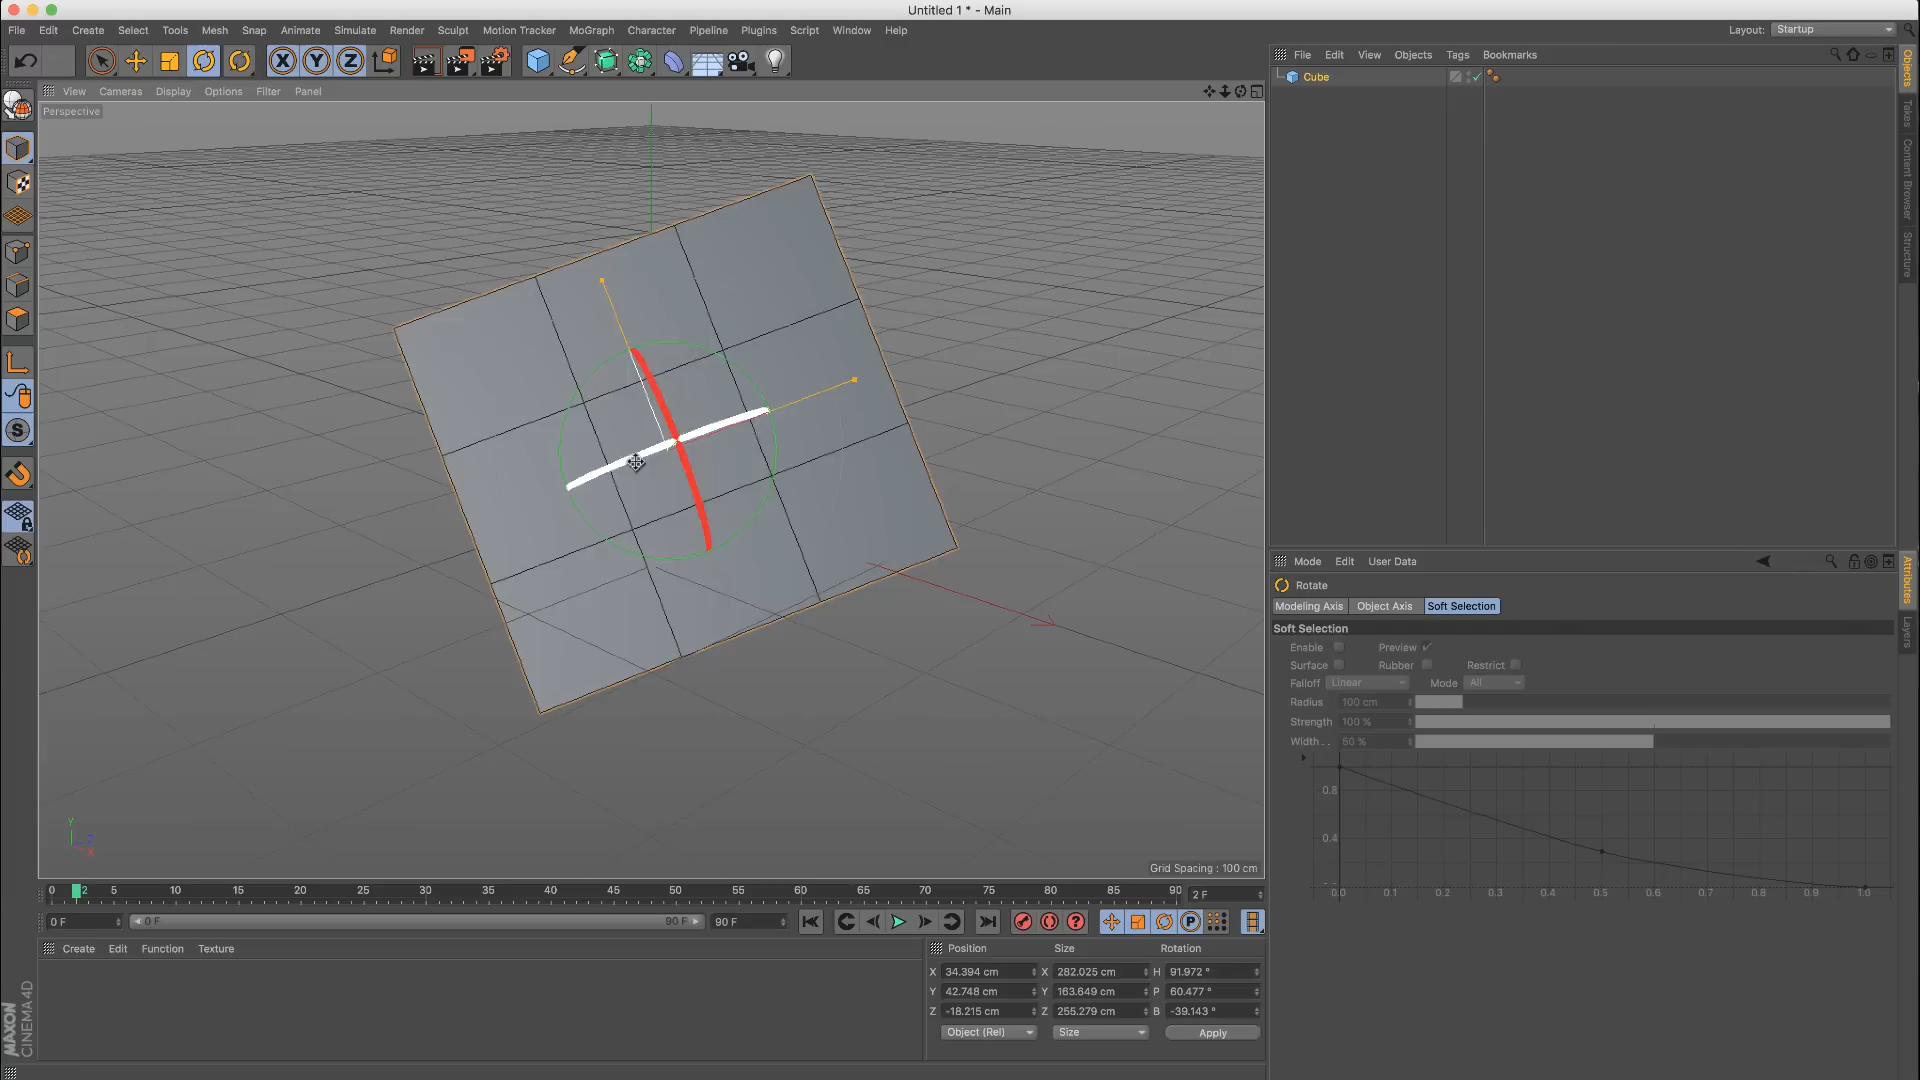 Untitled 1 * - Main
File Edit Create Select Tools Mesh Snap Animate Simulate Render Sculpt Motion Tracker MoGraph Character Pipeline Plugins Script Window Help
Layout: Startup
X Y Z
File Edit View Objects Tags Bookmarks
Cube
View Cameras Display Options Filter Panel
Perspective
S
Y
Z
X
Grid Spacing : 100 cm
Objects
Takes
Content Browser
Structure
Mode Edit User Data
Rotate
Modeling Axis Object Axis Soft Selection
Soft Selection
Enable Preview
Surface Rubber Restrict
Falloff Linear Mode All
Radius 100 cm
Strength 100 %
Width . . 50 %
0.8
0.4
0.0 0.1 0.2 0.3 0.4 0.5 0.6 0.7 0.8 0.9 1.0
Attributes
Layers
0 2 5 10 15 20 25 30 35 40 45 50 55 60 65 70 75 80 85 90
2 F
0 F 0 F 90 F 90 F
? P
Create Edit Function Texture
Position Size Rotation
X 34.394 cm X 282.025 cm H 91.972 °
Y 42.748 cm Y 163.649 cm P 60.477 °
Z -18.215 cm Z 255.279 cm B -39.143 °
Object (Rel) Size Apply
MAXON
CINEMA 4D